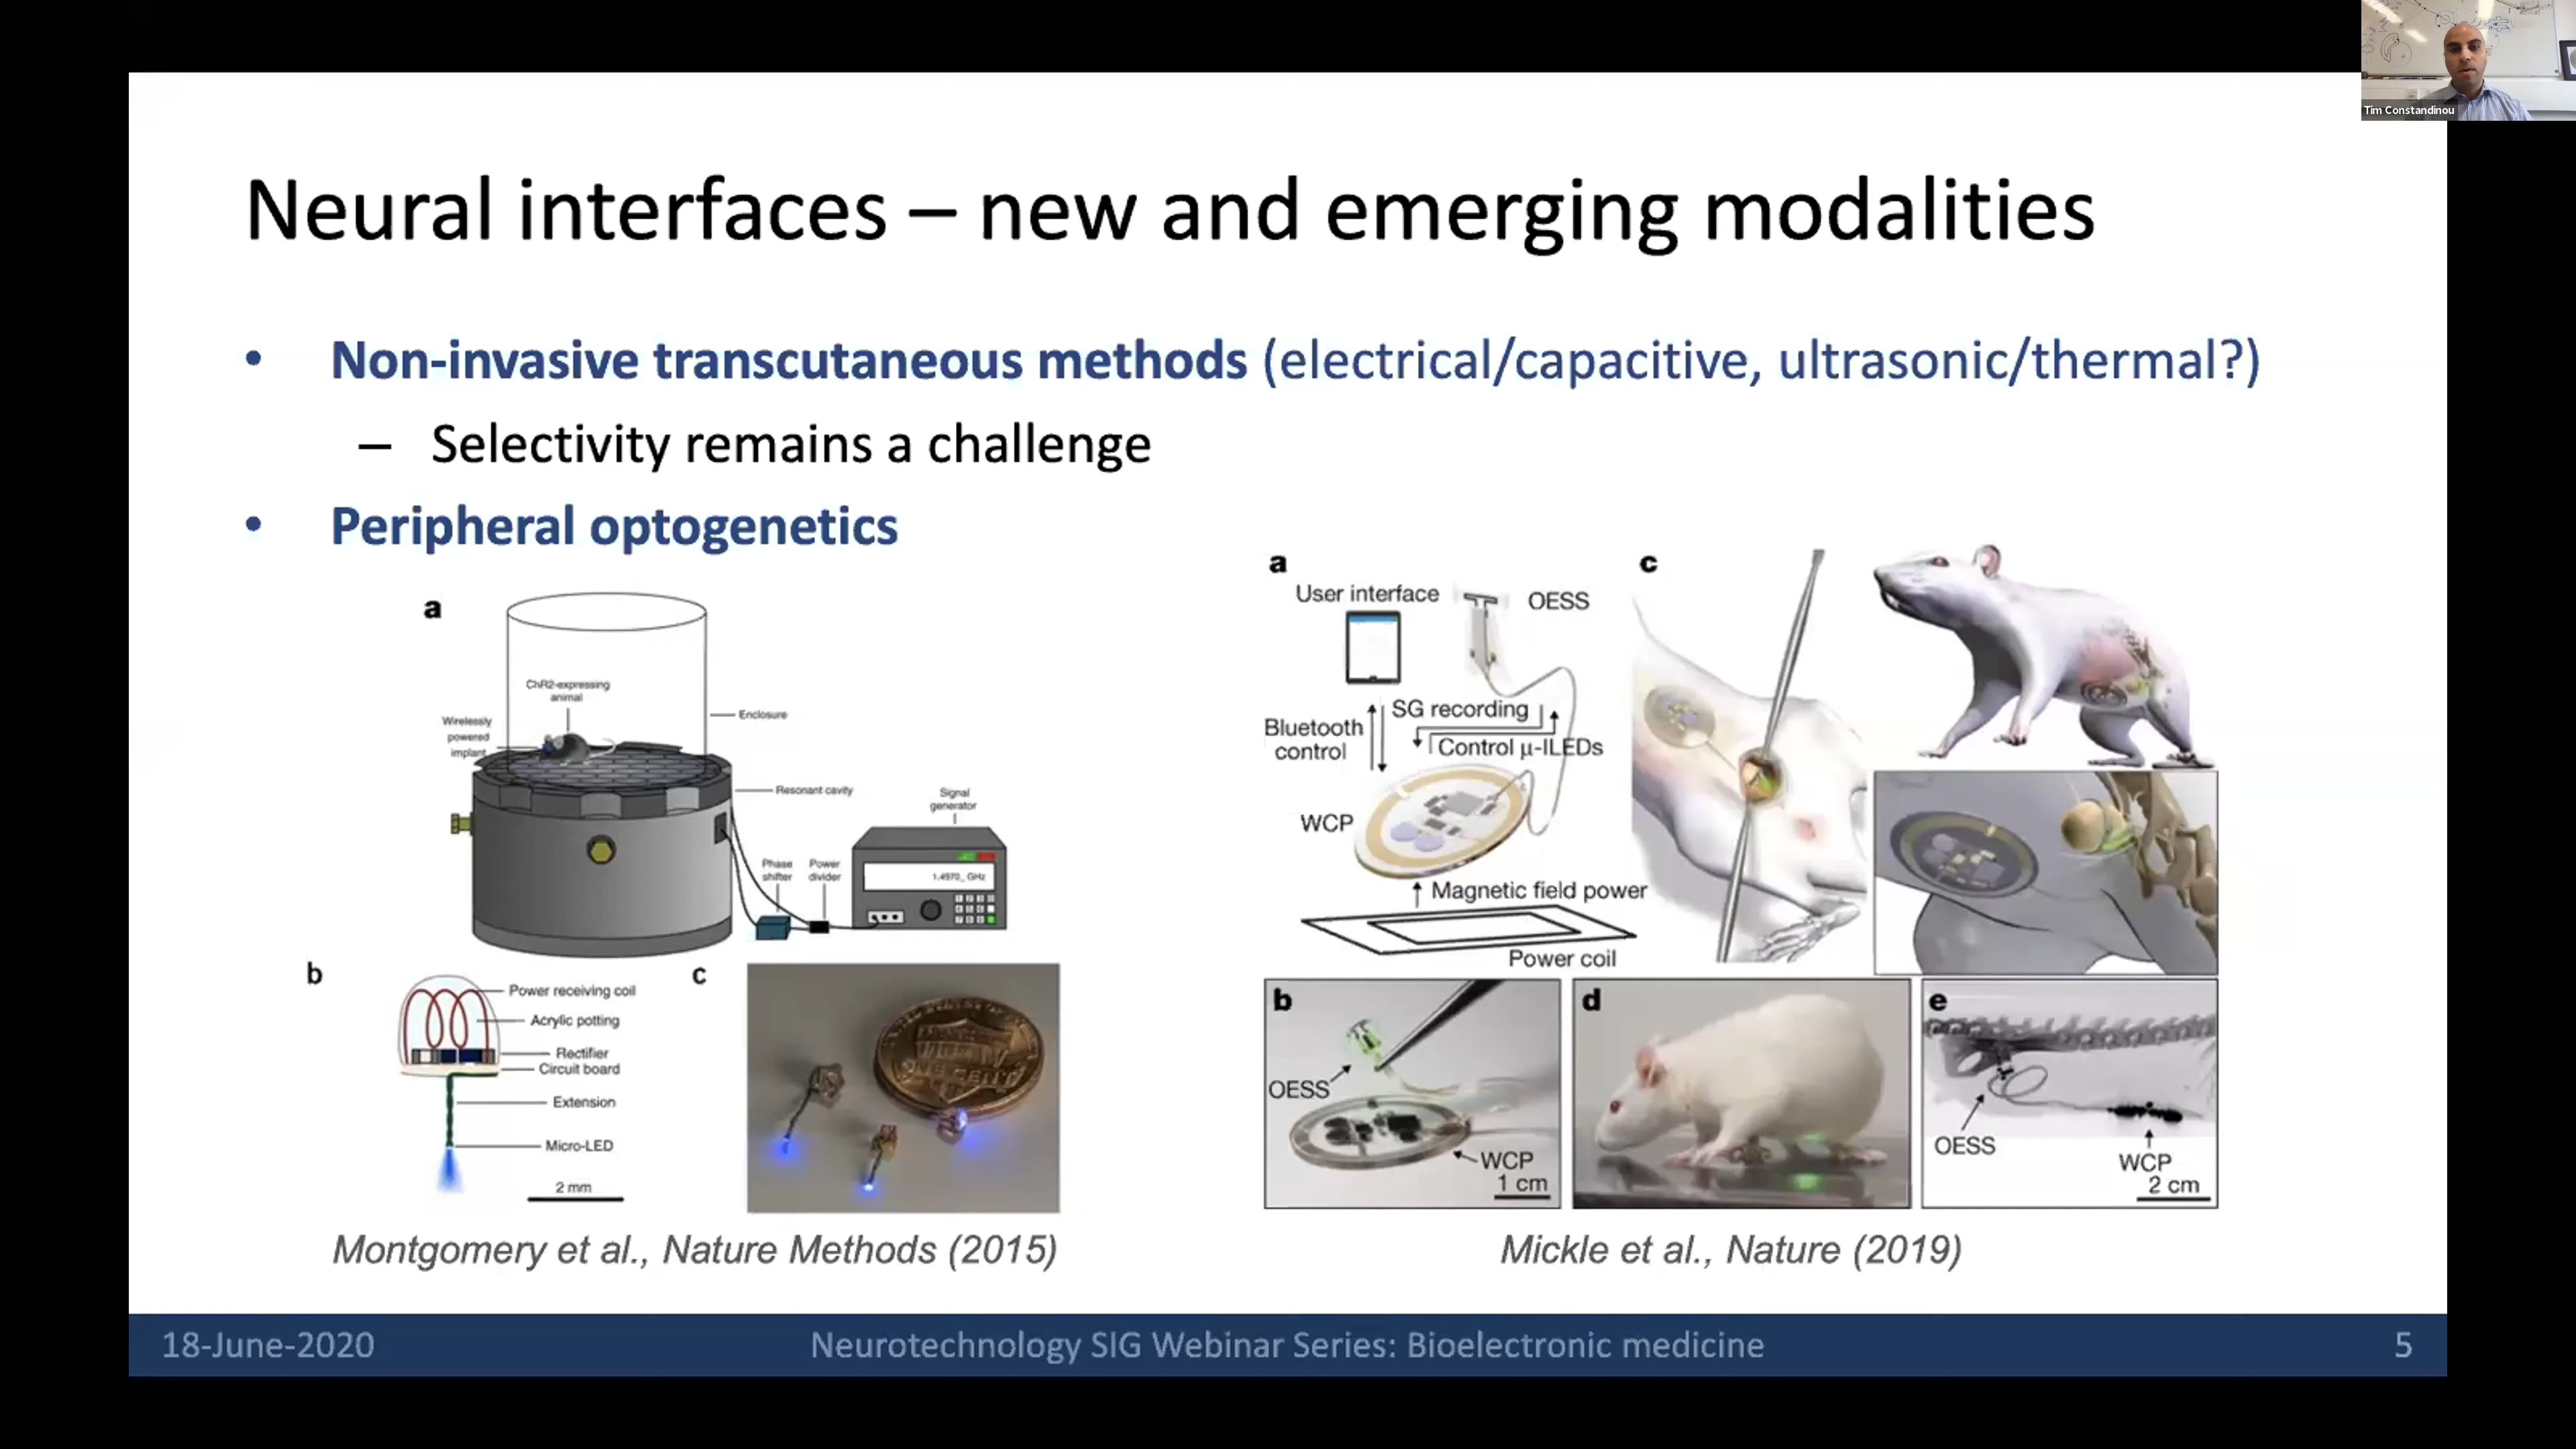 Tim Constandinou
Neural interfaces – new and emerging modalities
• Non-invasive transcutaneous methods (electrical/capacitive, ultrasonic/thermal?)
– Selectivity remains a challenge
• Peripheral optogenetics
a
ChR2-expressing
animal
Wirelessly
powered
implant
Enclosure
Resonant cavity
Signal
generator
Phase
shifter
Power
divider
1.4970_ GHz
b
Power receiving coil
Acrylic potting
Rectifier
Circuit board
Extension
Micro-LED
2 mm
c
ONE CENT
Montgomery et al., Nature Methods (2015)
a
User interface
OESS
SG recording
Bluetooth
control
Control μ-ILEDs
WCP
Magnetic field power
Power coil
c
b
OESS
WCP
1 cm
d
e
OESS
WCP
2 cm
Mickle et al., Nature (2019)
18-June-2020
Neurotechnology SIG Webinar Series: Bioelectronic medicine
5